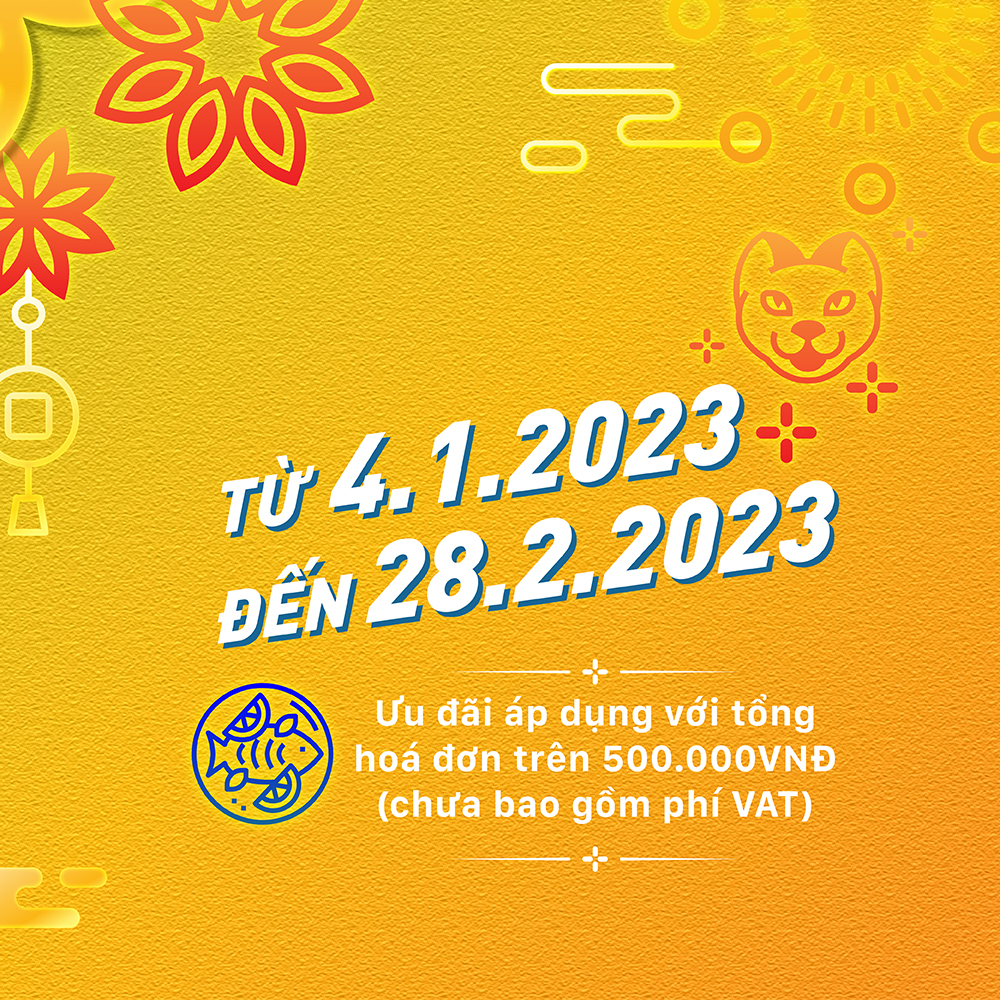 TỪ 4.1.2023
ĐẾN 28.2.2023
Ưu đãi áp dụng với tổng
hoá đơn trên 500.000VNĐ
(chưa bao gồm phí VAT)